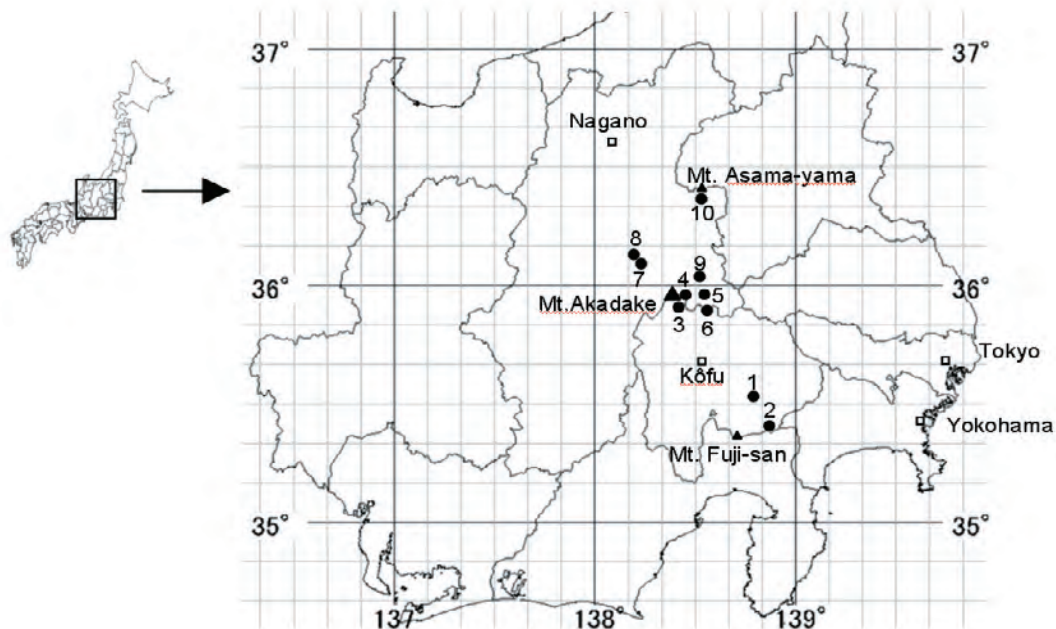 37° 37°
Nagano
Mt. Asama-yama
10
8
7
9
4 5
36° 36°
Mt.Akadake
3 6
Tokyo
Kôfu
1
2
Yokohama
Mt. Fuji-san
35° 35°
137° 138° 139°